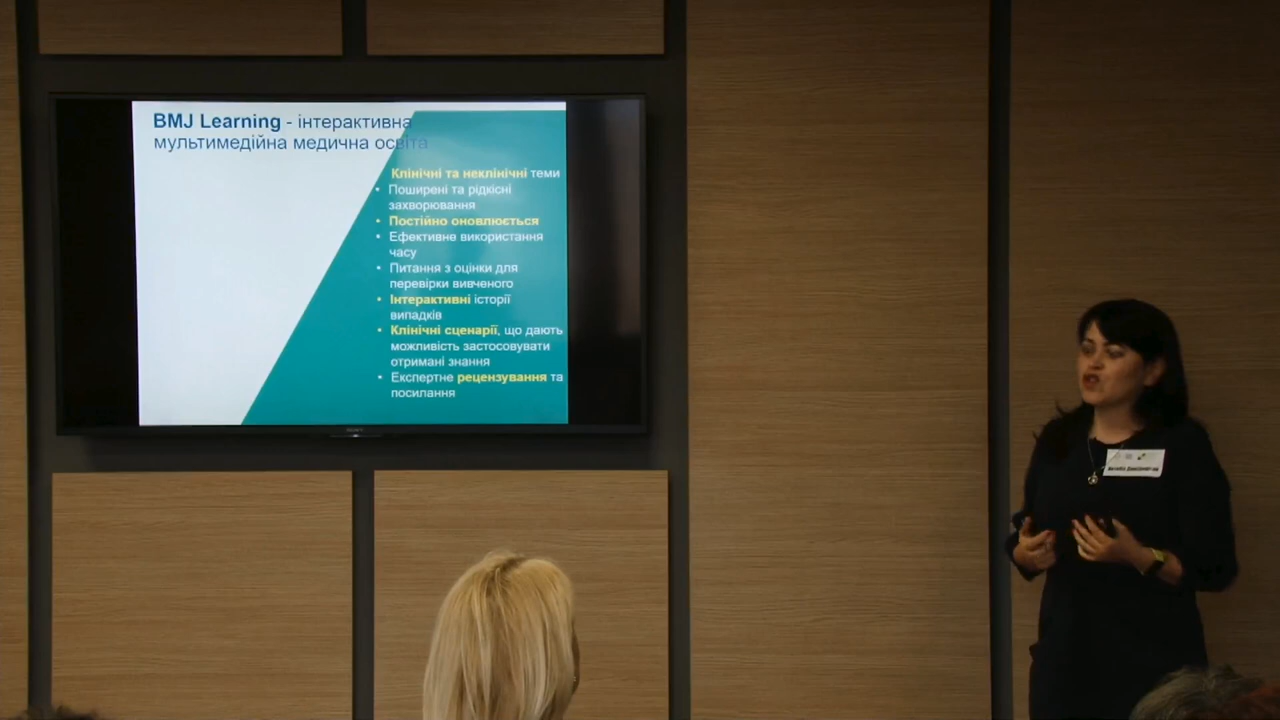 BMJ Learning - інтерактивна
мультимедійна медична освіта
Клінічні та неклінічні теми
• Поширені та рідкісні
захворювання
• Постійно оновлюється
• Ефективне використання
часу
• Питання з оцінки для
перевірки вивченого
• Інтерактивні історії
випадків
• Клінічні сценарії, що дають
можливість застосовувати
отримані знання
• Експертне рецензування та
посилання
SONY